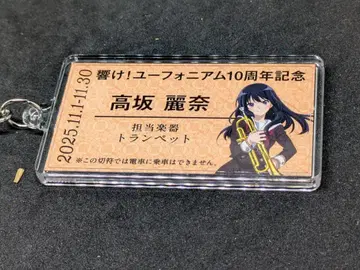 響け！ユーフォニアム10周年記念
2025.11.1-11.30
高坂 麗奈
担当楽器
トランペット
※この切符では電車に乗車はできません。